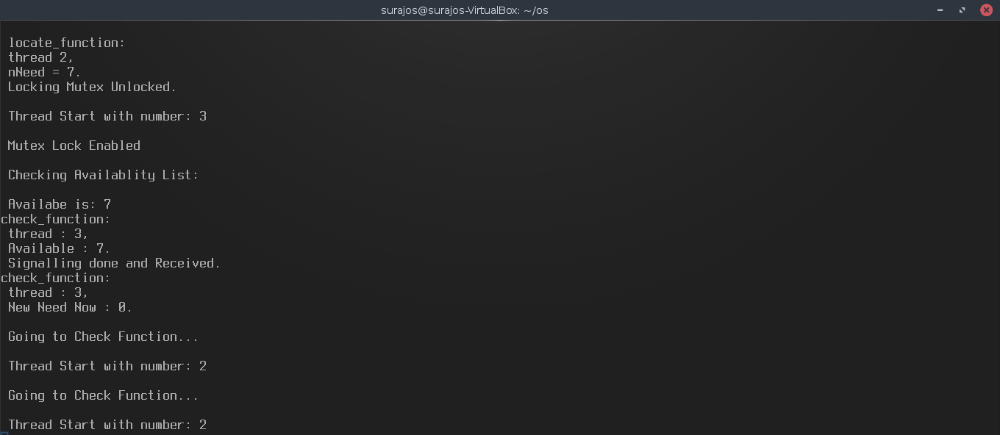 surajos@surajos-VirtualBox: ~/os
locate_function:
thread 2,
nNeed = 7.
Locking Mutex Unlocked.
Thread Start with number: 3
Mutex Lock Enabled
Checking Availablity List:
Availabe is: 7
check_function:
thread : 3,
Available : 7.
Signalling done and Received.
check_function:
thread : 3,
New Need Now : 0.
Going to Check Function...
Thread Start with number: 2
Going to Check Function...
Thread Start with number: 2